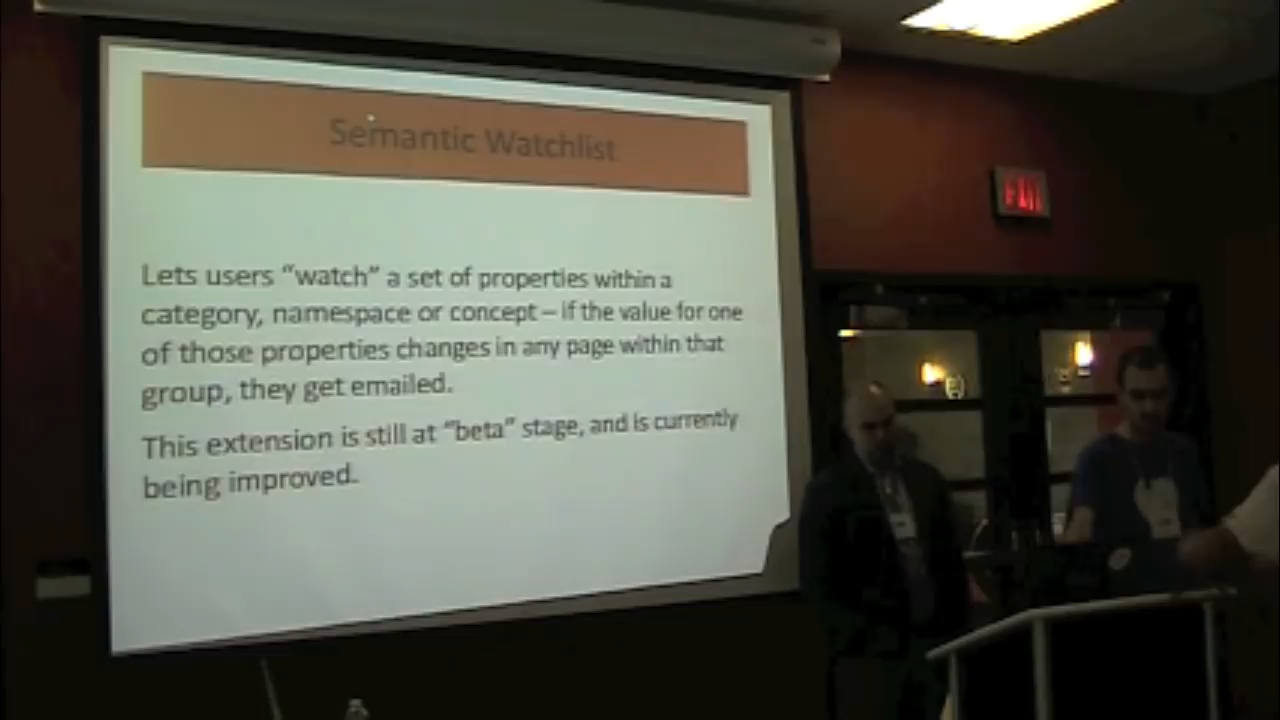 Semantic Watchlist
Lets users “watch” a set of properties within a
category, namespace or concept – if the value for one
of those properties changes in any page within that
group, they get emailed.
This extension is still at “beta” stage, and is currently
being improved.
EXIT